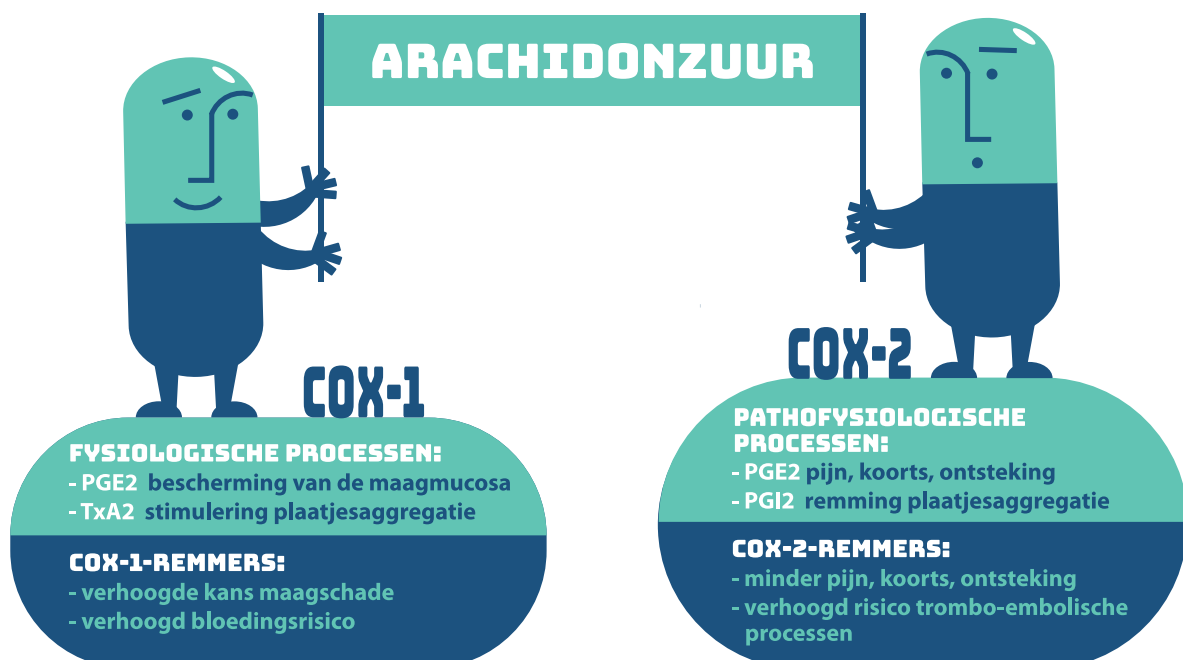 ARACHIDONZUUR
COX-1
FYSIOLOGISCHE PROCESSEN:
- PGE2 bescherming van de maagmucosa
- TxA2 stimulering plaatjesaggregatie
COX-1-REMMERS:
- verhoogde kans maagschade
- verhoogd bloedingsrisico
COX-2
PATHOFYSIOLOGISCHE
PROCESSEN:
- PGE2 pijn, koorts, ontsteking
- PGI2 remming plaatjesaggregatie
COX-2-REMMERS:
- minder pijn, koorts, ontsteking
- verhoogd risico trombo-embolische
processen